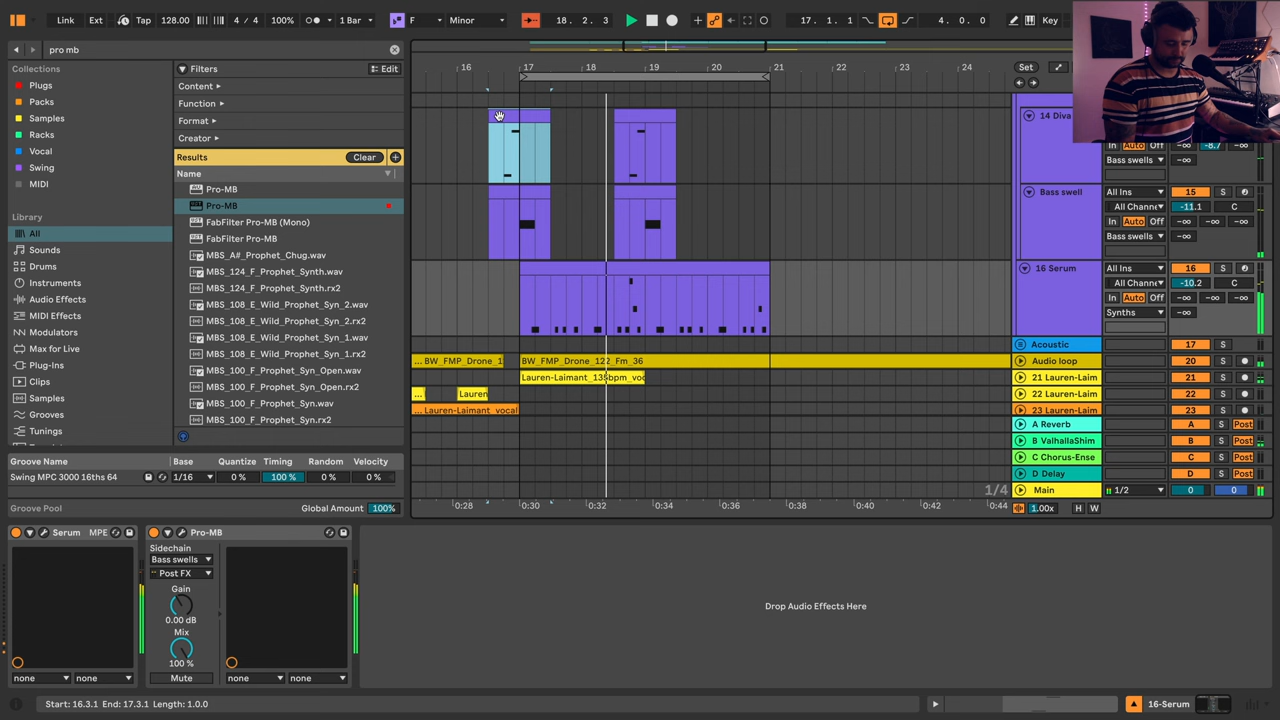 Link Ext Tap 128.00 4 / 4 100% 1 Bar F Minor 18. 2. 3 17. 1. 1 4. 0. 0 Key
pro mb
Collections
Plugs
Packs
Samples
Racks
Vocal
Swing
MIDI
Library
All
Sounds
Drums
Instruments
Audio Effects
MIDI Effects
Modulators
Max for Live
Plug-Ins
Clips
Samples
Grooves
Tunings
Filters Edit
Content
Function
Format
Creator
Results Clear
Name
Pro-MB
Pro-MB
FabFilter Pro-MB (Mono)
FabFilter Pro-MB
MBS_A#_Prophet_Chug.wav
MBS_124_F_Prophet_Synth.wav
MBS_124_F_Prophet_Synth.rx2
MBS_108_E_Wild_Prophet_Syn_2.wav
MBS_108_E_Wild_Prophet_Syn_2.rx2
MBS_108_E_Wild_Prophet_Syn_1.wav
MBS_108_E_Wild_Prophet_Syn_1.rx2
MBS_100_F_Prophet_Syn_Open.wav
MBS_100_F_Prophet_Syn_Open.rx2
MBS_100_F_Prophet_Syn.wav
MBS_100_F_Prophet_Syn.rx2
Groove Name Base Quantize Timing Random Velocity
Swing MPC 3000 16ths 64 1/16 0 % 100 % 0 % 0 %
Groove Pool Global Amount 100%
16 17 18 19 20 21 22 23 24 Set
14 Diva In Auto Off -∞ -8.7
Bass swells
Bass swell All Ins 15 S
All Channe -11.1 C
In Auto Off -∞ -∞ -∞
Bass swells
16 Serum All Ins 16 S
All Channe -10.2 C
In Auto Off -∞ -∞
Synths -∞
Acoustic 17 S
... BW_FMP_Drone_1 BW_FMP_Drone_122_Fm_36 Audio loop 20 S
Lauren-Laimant_135bpm_voc 21 Lauren-Laim 21 S
... Lauren 22 Lauren-Laim 22 S
... Lauren-Laimant_vocal 23 Lauren-Laim 23 S
A Reverb A S Post
B ValhallaShim B S Post
C Chorus-Ense C S Post
D Delay D S Post
1/4 Main 1/2 0 0
0:28 0:30 0:32 0:34 0:36 0:38 0:40 0:42 0:44 1.00x H W
Serum MPE
none none
Pro-MB
Sidechain
Bass swells
Post FX
Gain
0.00 dB
Mix
100 %
Mute
none none
Drop Audio Effects Here
Start: 16.3.1 End: 17.3.1 Length: 1.0.0 16-Serum